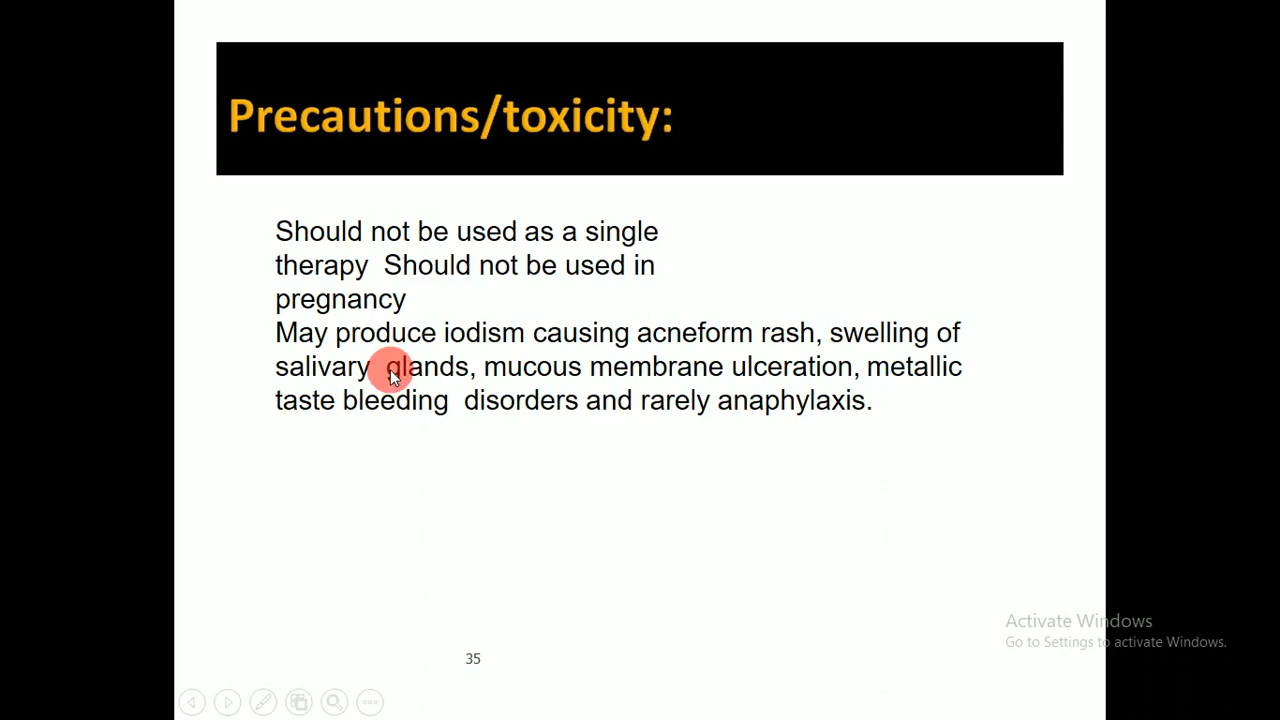 Precautions/toxicity:
Should not be used as a single
therapy  Should not be used in
pregnancy
May produce iodism causing acneform rash, swelling of
salivary  glands, mucous membrane ulceration, metallic
taste bleeding  disorders and rarely anaphylaxis.
Activate Windows
Go to Settings to activate Windows.
35